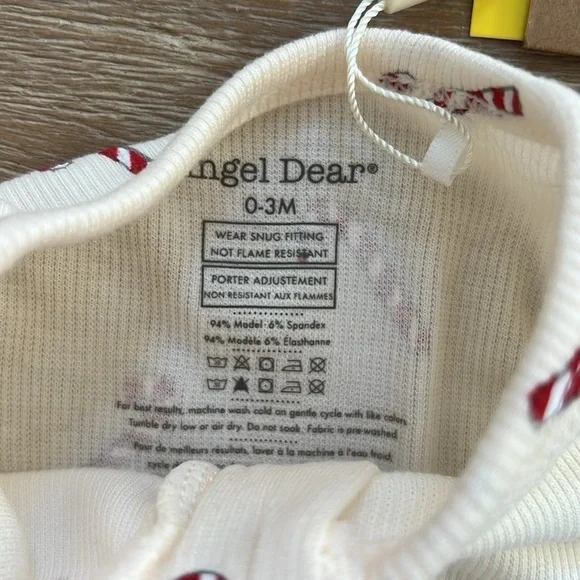 ngel Dear®
0-3M
WEAR SNUG FITTING
NOT FLAME RESISTANT
PORTER ADJUSTEMENT
NON RESISTANT AUX FLAMMES
94% Model · 6% Spandex
94% Modèle 6% Élasthanne
For best results, machine wash cold on gentle cycle with like colors.
Tumble dry low or air dry. Do not soak. Fabric is pre-washed.
Pour de meilleurs résultats, laver à la machine à l'eau froid,
cycle